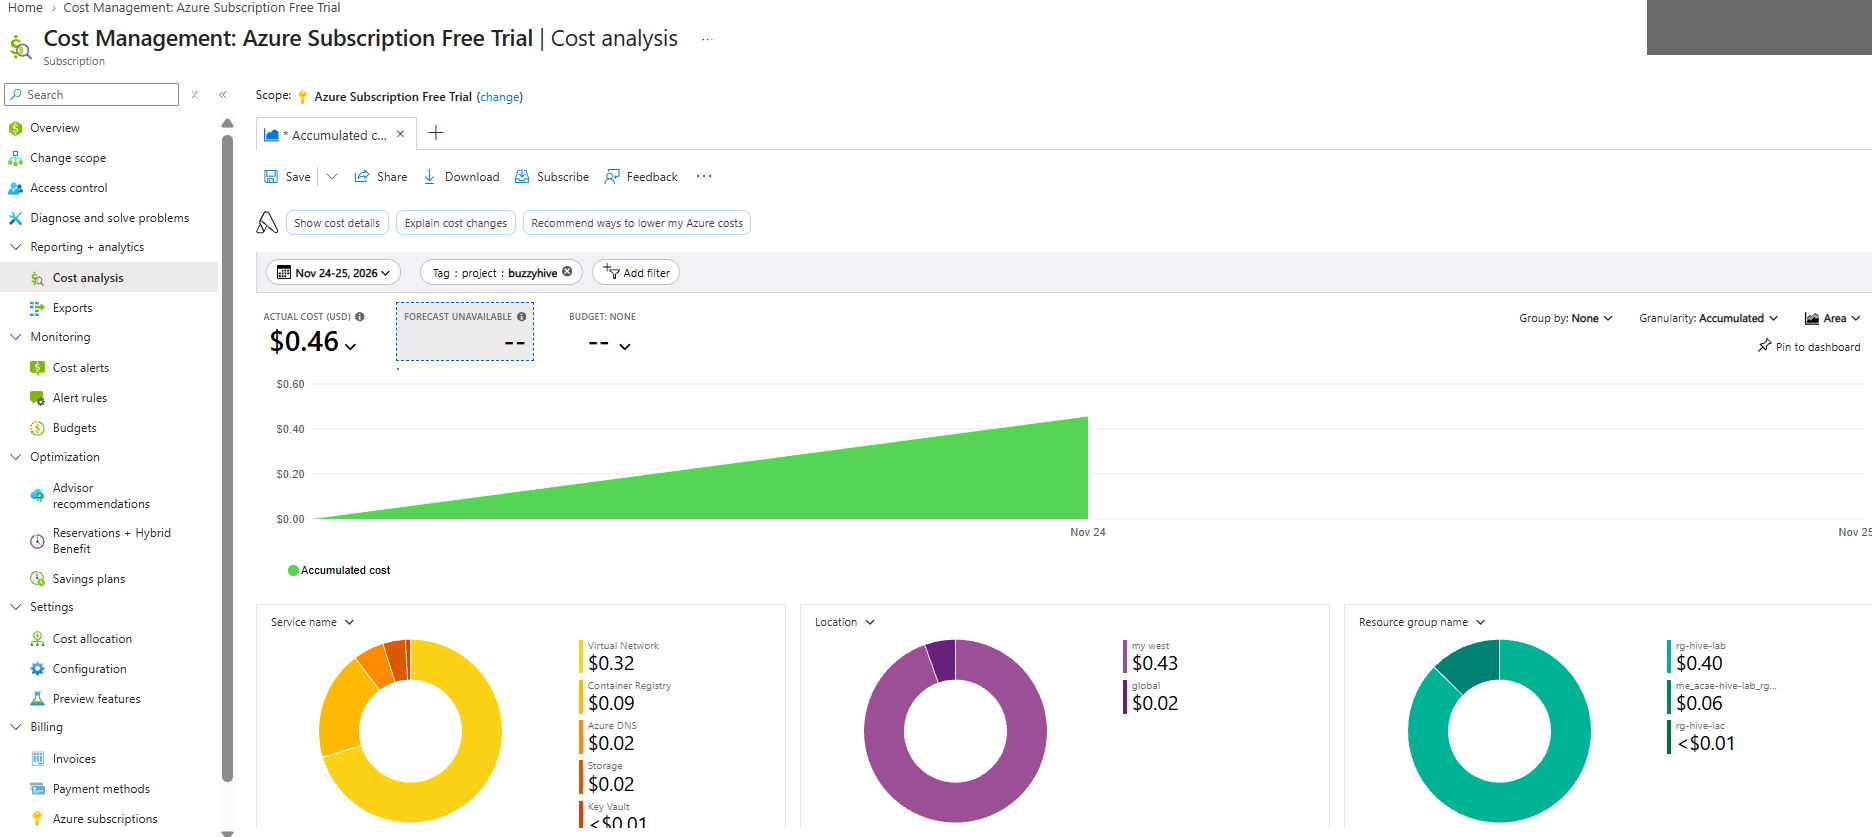 Home > Cost Management: Azure Subscription Free Trial
Cost Management: Azure Subscription Free Trial | Cost analysis ...
Subscription
Search
Overview
Change scope
Access control
Diagnose and solve problems
Reporting + analytics
Cost analysis
Exports
Monitoring
Cost alerts
Alert rules
Budgets
Optimization
Advisor
recommendations
Reservations + Hybrid
Benefit
Savings plans
Settings
Cost allocation
Configuration
Preview features
Billing
Invoices
Payment methods
Azure subscriptions
Scope: Azure Subscription Free Trial (change)
* Accumulated c...
Save Share Download Subscribe Feedback ...
Show cost details Explain cost changes Recommend ways to lower my Azure costs
Nov 24-25, 2026 Tag : project : buzzyhive Add filter
ACTUAL COST (USD) FORECAST UNAVAILABLE BUDGET: NONE
$0.46 -- --
Group by: None Granularity: Accumulated Area
Pin to dashboard
$0.60
$0.40
$0.20
$0.00
Nov 24 Nov 25
Accumulated cost
Service name
Virtual Network
$0.32
Container Registry
$0.09
Azure DNS
$0.02
Storage
$0.02
Key Vault
<$0.01
Location
my west
$0.43
global
$0.02
Resource group name
rg-hive-lab
$0.40
me_acae-hive-lab_rg...
$0.06
rg-hive-iac
<$0.01